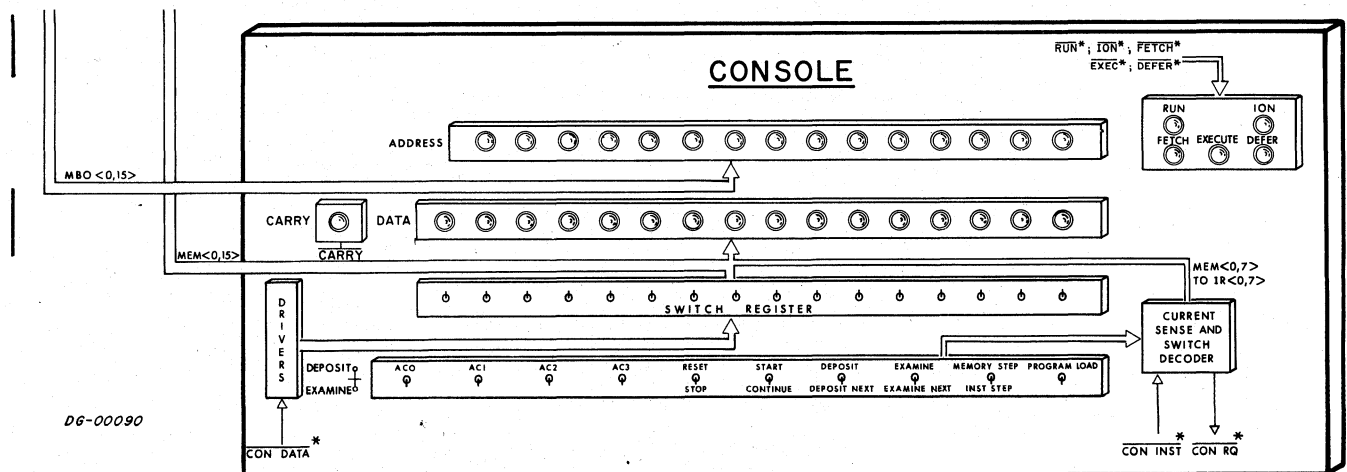 RUN*; ION*; FETCH*
EXEC*; DEFER*
CONSOLE
RUN ION
FETCH EXECUTE DEFER
ADDRESS
MBO <0,15>
CARRY
DATA
CARRY
MEM<0,15>
MEM<0,7>
TO IR<0,7>
DRIVERS
SWITCH REGISTER
CURRENT
SENSE AND
SWITCH
DECODER
DEPOSIT
EXAMINE
AC0 AC1 AC2 AC3 RESET START DEPOSIT EXAMINE MEMORY STEP PROGRAM LOAD
STOP CONTINUE DEPOSIT NEXT EXAMINE NEXT INST STEP
DG-00090
CON DATA*
CON INST*
CON RQ*